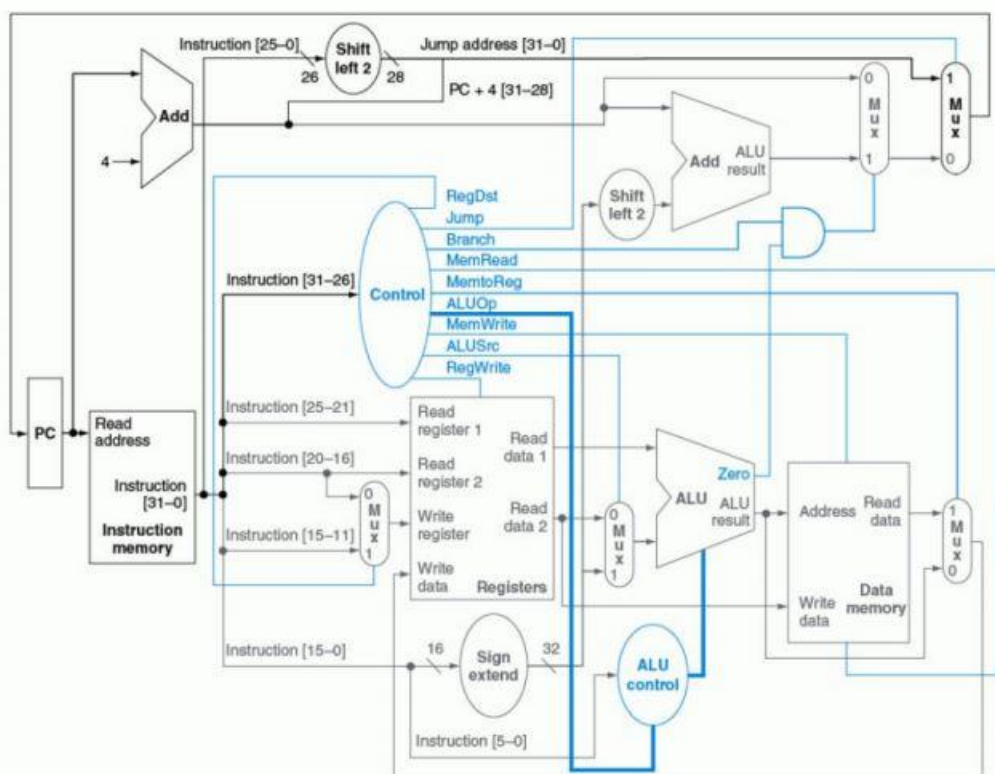 Instruction [25–0]
Shift
left 2
Jump address [31–0]
26
28
PC + 4 [31–28]
Add
4
0
M
u
x
1
1
M
u
x
0
Add
ALU
result
Shift
left 2
RegDst
Jump
Branch
MemRead
MemtoReg
ALUOp
MemWrite
ALUSrc
RegWrite
Instruction [31–26]
Control
PC
Read
address
Instruction
[31–0]
Instruction
memory
Instruction [25–21]
Instruction [20–16]
Instruction [15–11]
0
M
u
x
1
Read
register 1
Read
register 2
Write
register
Write
data
Read
data 1
Read
data 2
Registers
0
M
u
x
1
Zero
ALU
ALU
result
Address
Read
data
Write
data
Data
memory
1
M
u
x
0
Instruction [15–0]
16
Sign
extend
32
ALU
control
Instruction [5–0]